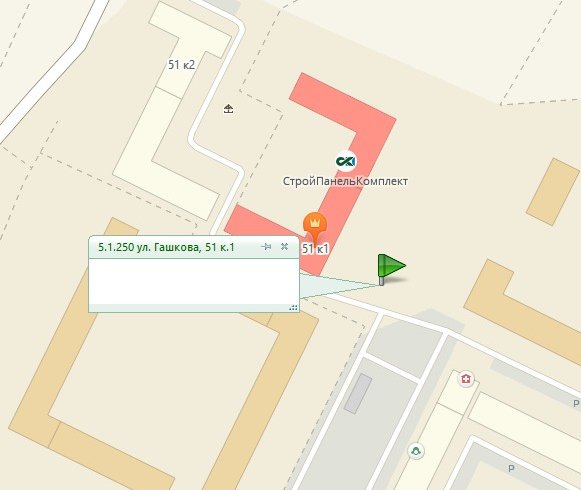 51 к2
СтройПанельКомплект
51 к1
5.1.250 ул. Гашкова, 51 к.1
P
P